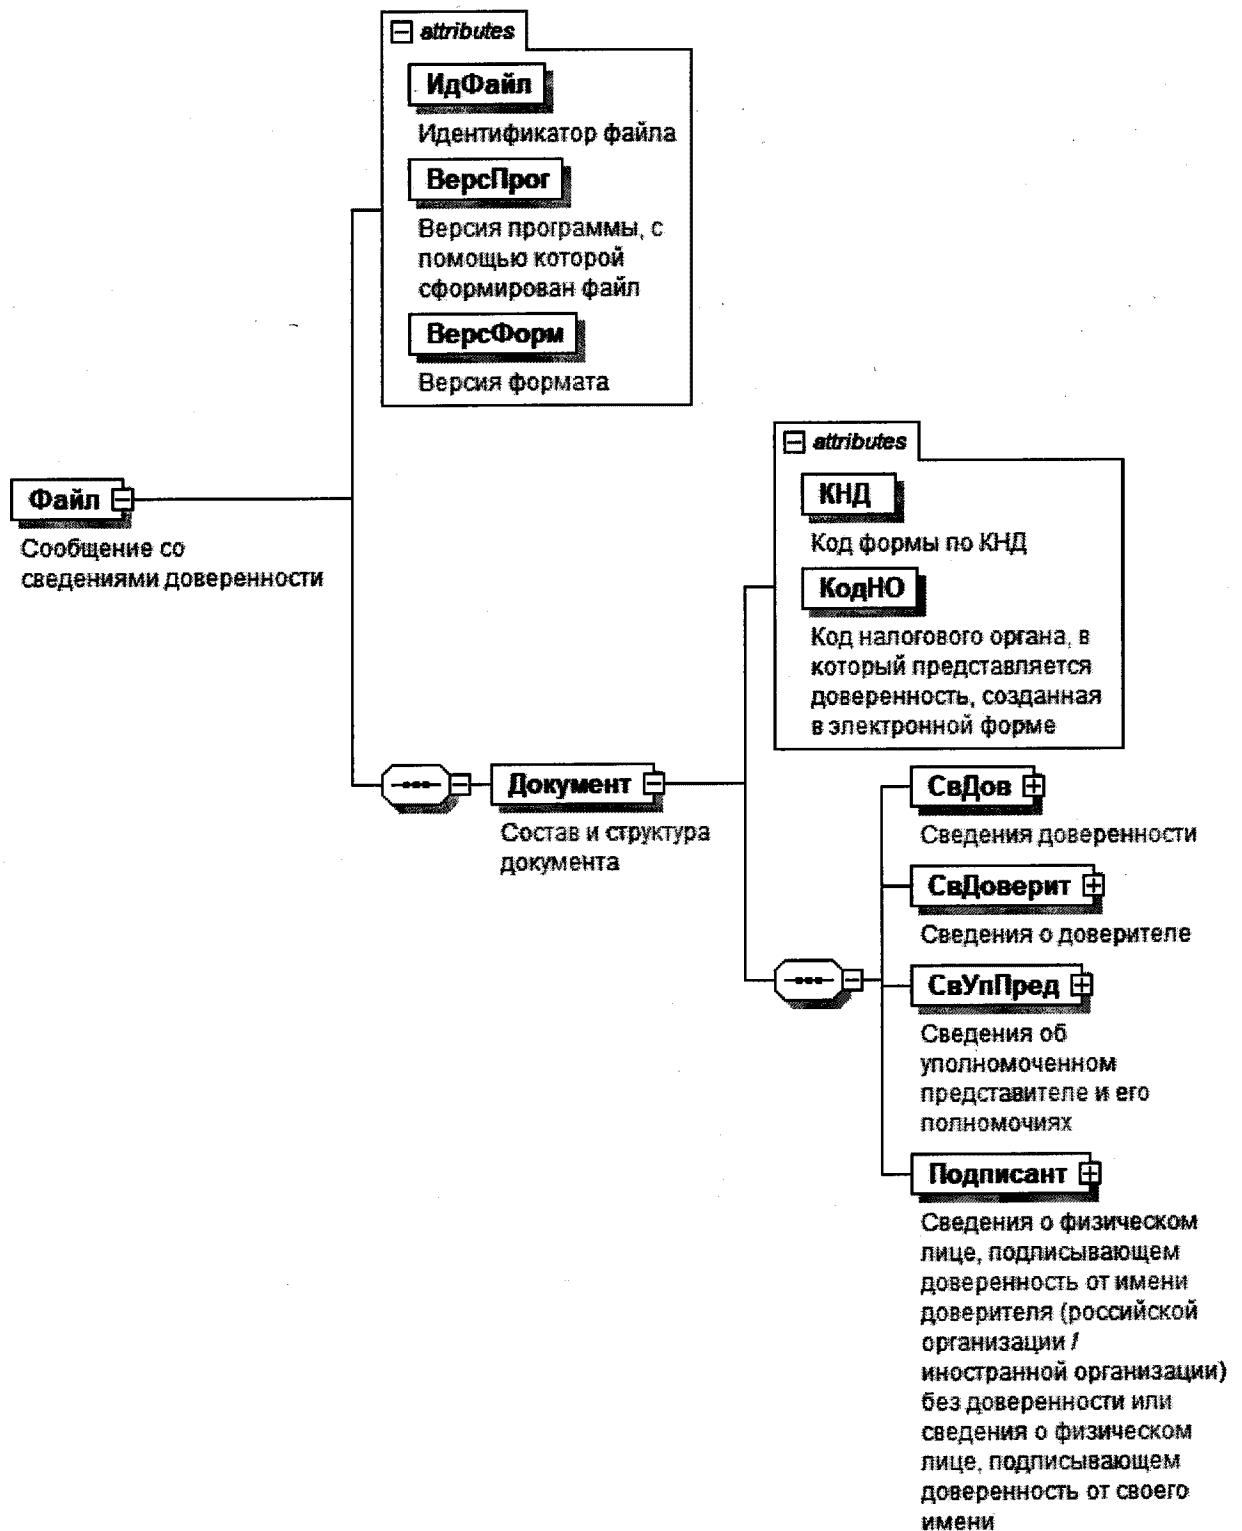 attributes
ИдФайл
Идентификатор файла
ВерсПрог
Версия программы, с
помощью которой
сформирован файл
ВерсФорм
Версия формата
Файл
Сообщение со
сведениями доверенности
attributes
КНД
Код формы по КНД
КодНО
Код налогового органа, в
который представляется
доверенность, созданная
в электронной форме
Документ
Состав и структура
документа
СвДов
Сведения доверенности
СвДоверит
Сведения о доверителе
СвУпПред
Сведения об
уполномоченном
представителе и его
полномочиях
Подписант
Сведения о физическом
лице, подписывающем
доверенность от имени
доверителя (российской
организации /
иностранной организации)
без доверенности или
сведения о физическом
лице, подписывающем
доверенность от своего
имени